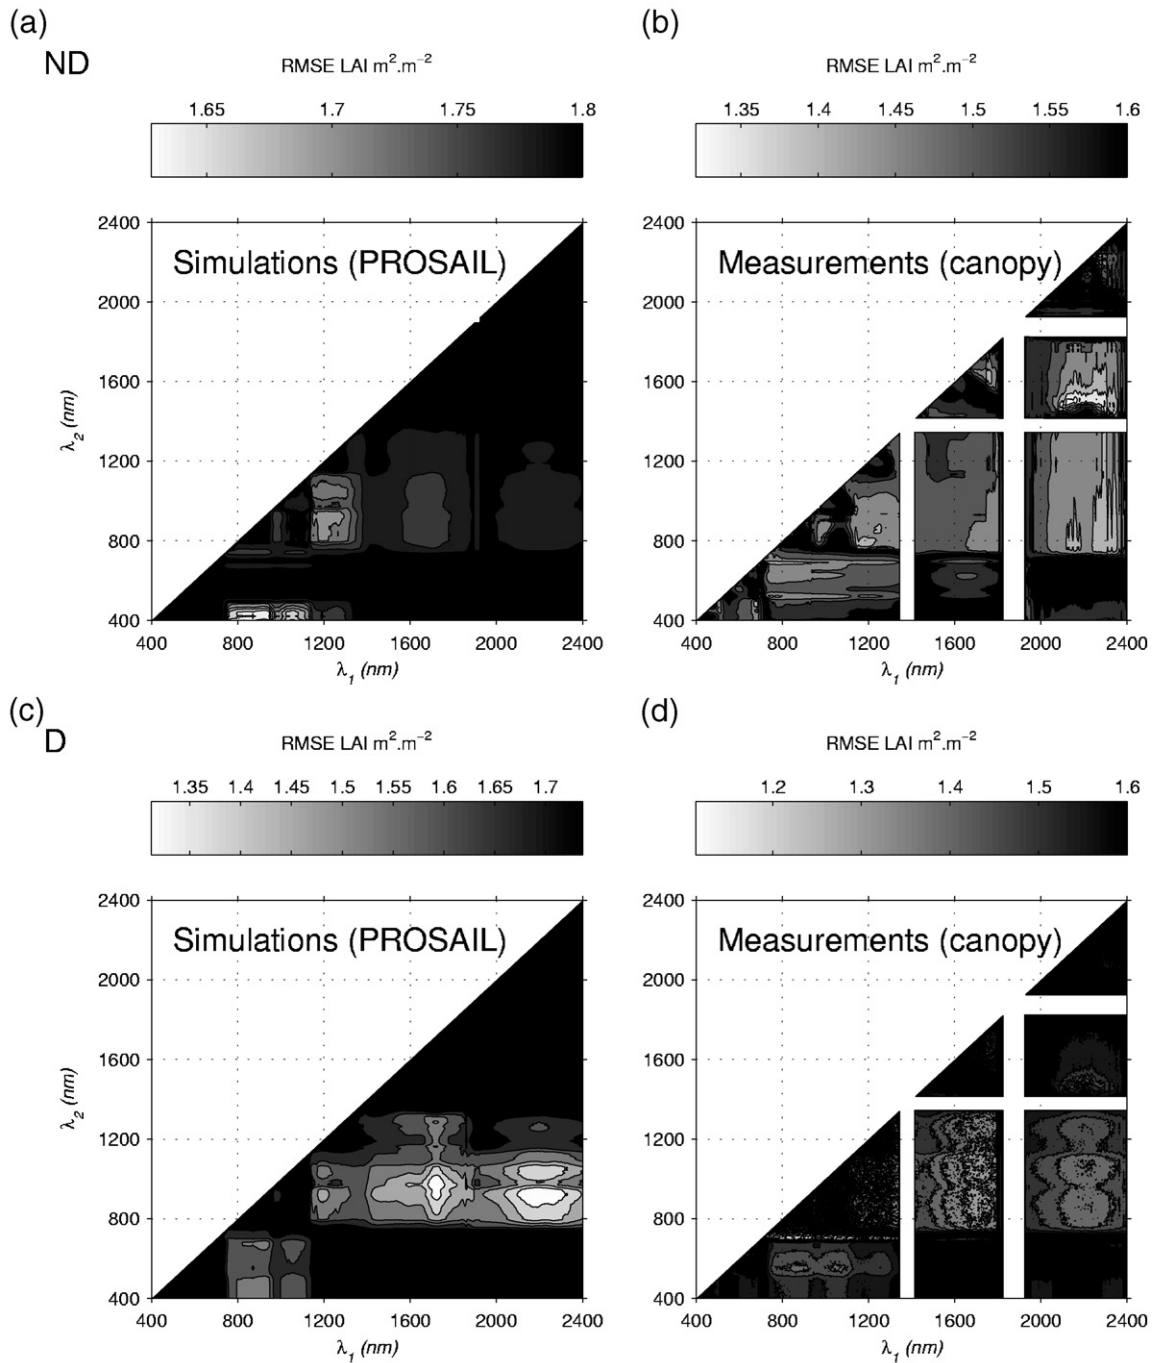 (a)
ND
RMSE LAI m².m⁻²
1.65 1.7 1.75 1.8
2400
2000
1600
1200
800
400
λ₂ (nm)
Simulations (PROSAIL)
400 800 1200 1600 2000 2400
λ₁ (nm)
(b)
RMSE LAI m².m⁻²
1.35 1.4 1.45 1.5 1.55 1.6
2400
2000
1600
1200
800
400
Measurements (canopy)
400 800 1200 1600 2000 2400
λ₁ (nm)
(c)
D
RMSE LAI m².m⁻²
1.35 1.4 1.45 1.5 1.55 1.6 1.65 1.7
2400
2000
1600
1200
800
400
λ₂ (nm)
Simulations (PROSAIL)
400 800 1200 1600 2000 2400
λ₁ (nm)
(d)
RMSE LAI m².m⁻²
1.2 1.3 1.4 1.5 1.6
2400
2000
1600
1200
800
400
Measurements (canopy)
400 800 1200 1600 2000 2400
λ₁ (nm)